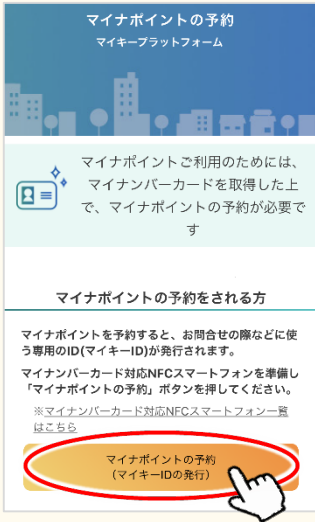 マイナポイントの予約
マイキープラットフォーム
マイナポイントご利用のためには、
マイナンバーカードを取得した上
で、マイナポイントの予約が必要で
す
マイナポイントの予約をされる方
マイナポイントを予約すると、お問合せの際などに使
う専用のID(マイキーID)が発行されます。
マイナンバーカード対応NFCスマートフォンを準備し
「マイナポイントの予約」ボタンを押してください。
※マイナンバーカード対応NFCスマートフォン一覧
はこちら
マイナポイントの予約
(マイキーIDの発行)